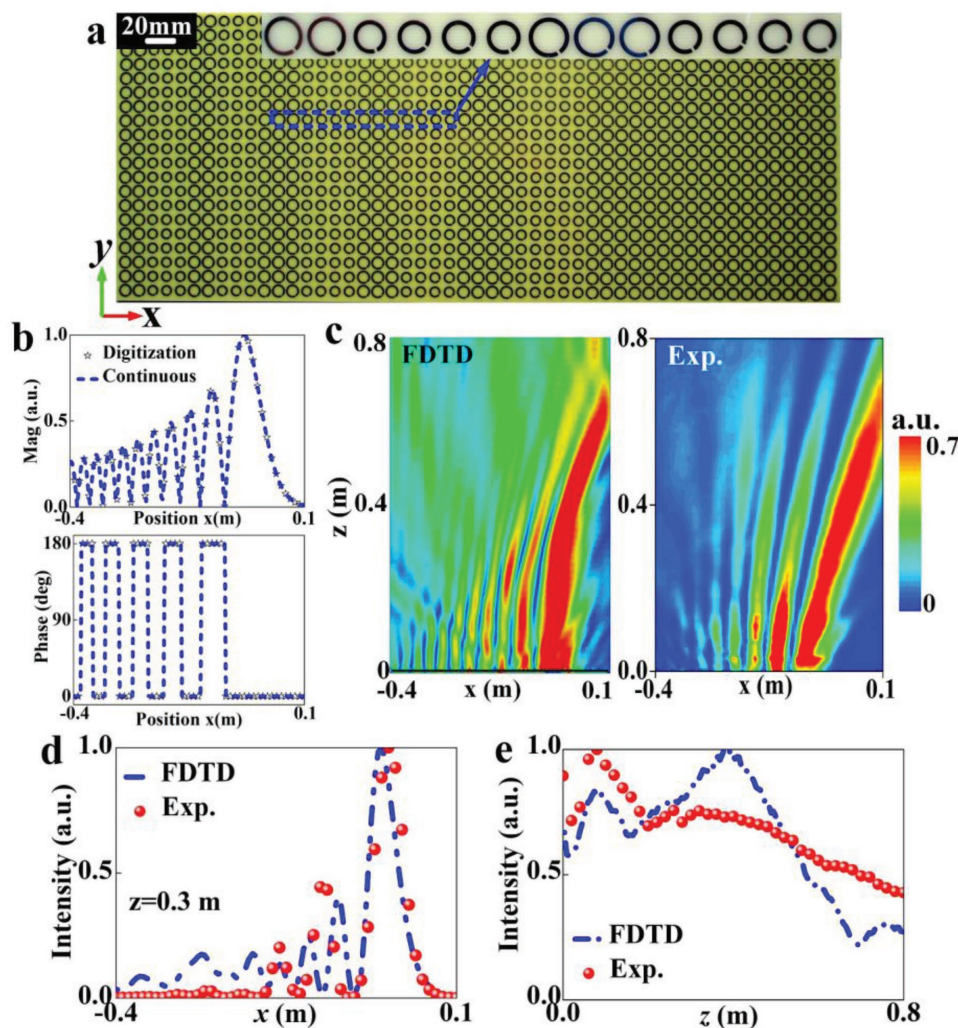 a
20mm
y
x
b
1.0
Digitization
Continuous
Mag (a.u.)
0.5
0.0
-0.4
Position x(m)
0.1
180
Phase (deg)
90
0
-0.4
Position x(m)
0.1
c
0.8
FDTD
z (m)
0.4
0
-0.4
x (m)
0.1
0.8
Exp.
0.4
0.0
-0.4
x (m)
0.1
a.u.
0.7
0
d
1.0
FDTD
Exp.
Intensity (a.u.)
0.5
z=0.3 m
0.0
-0.4
x (m)
0.1
e
1.0
Intensity (a.u.)
0.5
FDTD
Exp.
0.0
0.0
z (m)
0.8